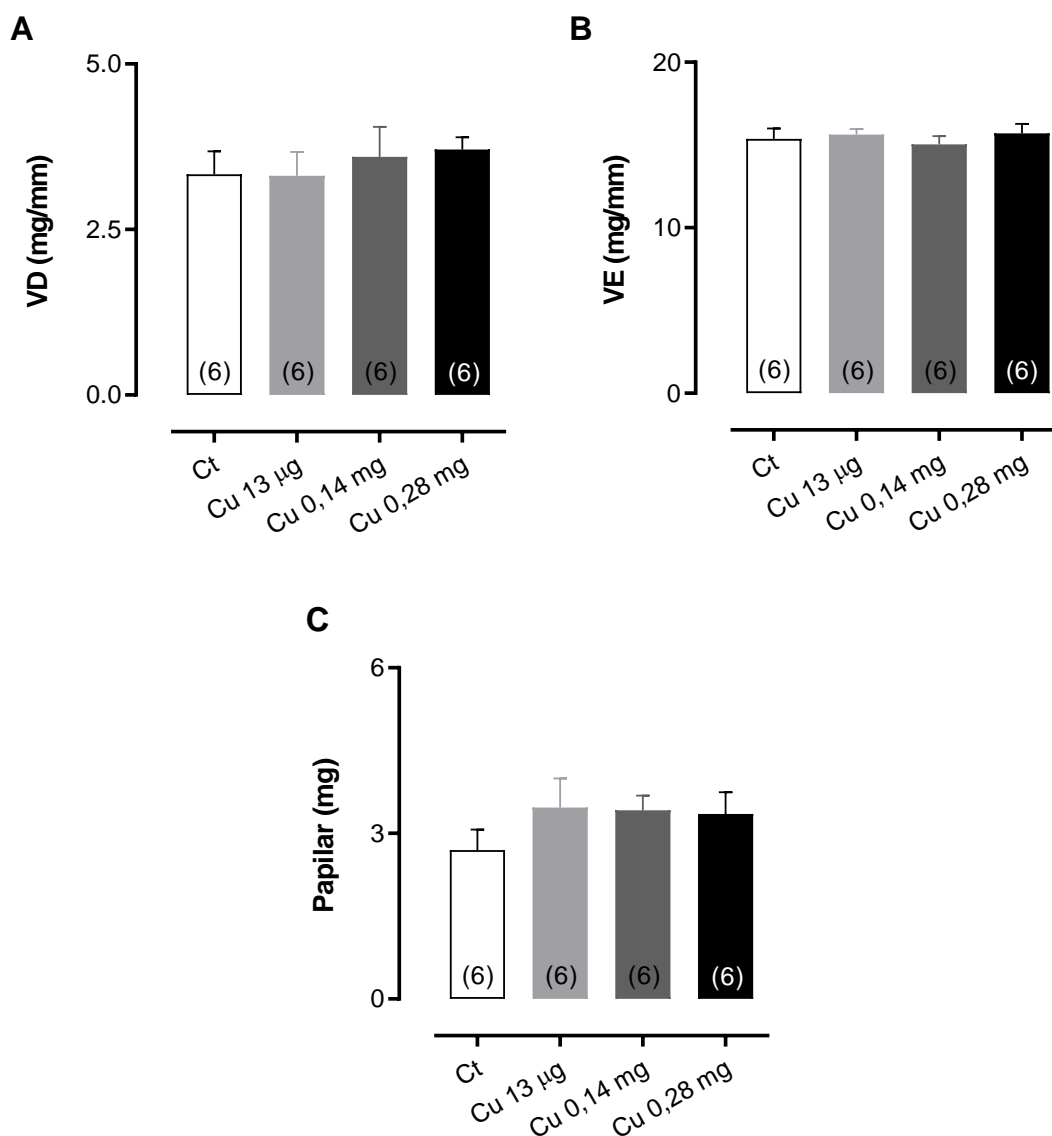 A
VD (mg/mm)
5.0
2.5
0.0
(6)
(6)
(6)
(6)
Ct
Cu 13 μg
Cu 0,14 mg
Cu 0,28 mg
B
VE (mg/mm)
20
10
0
(6)
(6)
(6)
(6)
Ct
Cu 13 μg
Cu 0,14 mg
Cu 0,28 mg
C
Papilar (mg)
6
3
0
(6)
(6)
(6)
(6)
Ct
Cu 13 μg
Cu 0,14 mg
Cu 0,28 mg